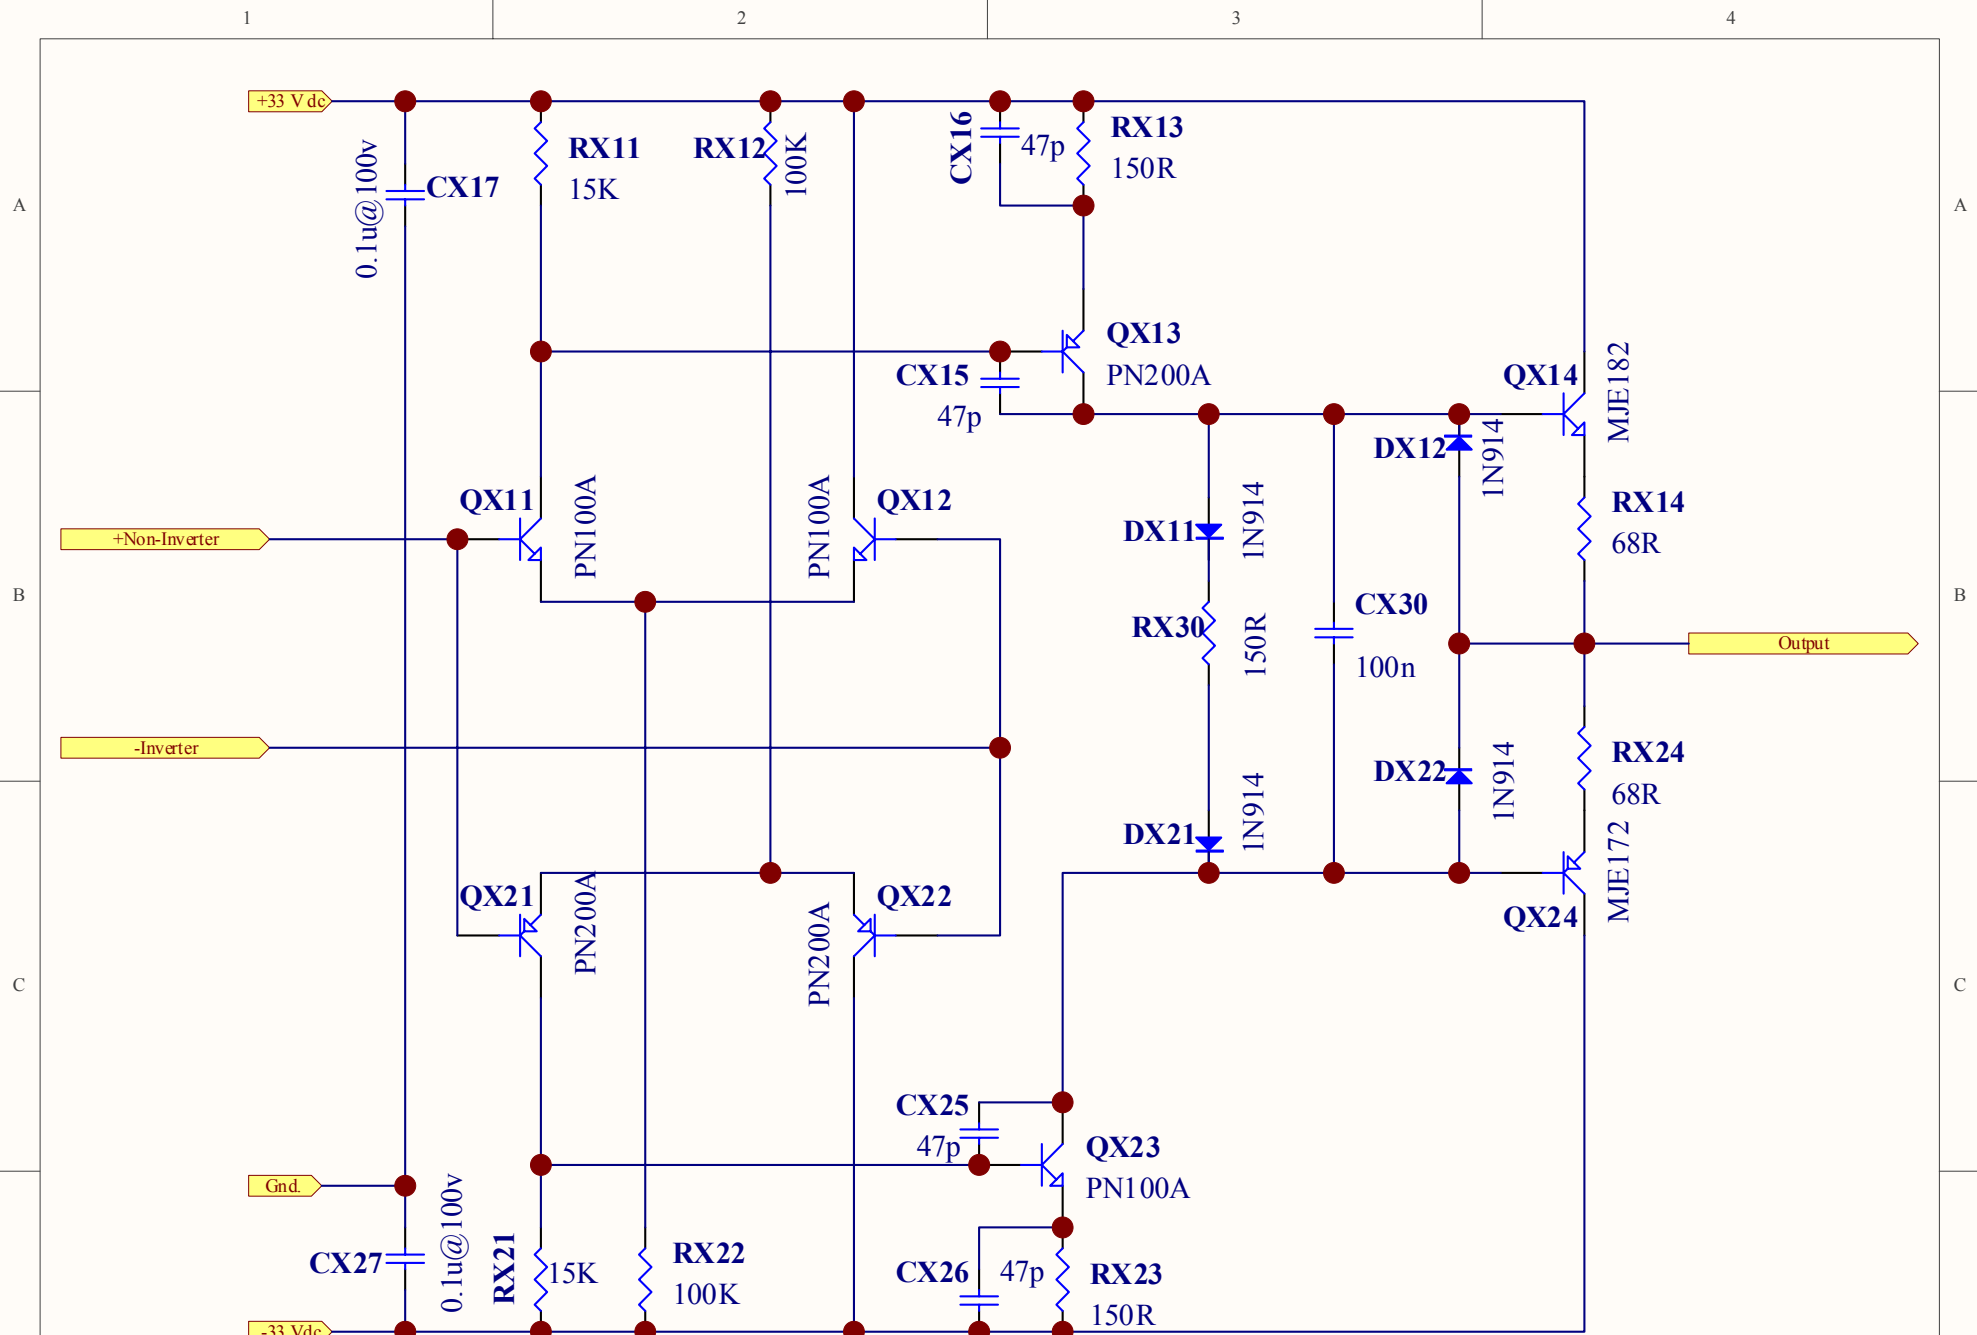 1
2
3
4
A
A
+33 Vdc
CX17
0.1u@100v
RX11
15K
RX12
100K
CX16
47p
RX13
150R
QX13
PN200A
CX15
47p
QX14
MJE182
DX12
1N914
QX11
PN100A
PN100A
QX12
DX11
1N914
RX14
68R
+Non-Inverter
B
B
RX30
150R
CX30
100n
Output
-Inverter
DX22
1N914
RX24
68R
DX21
1N914
QX21
PN200A
PN200A
QX22
MJE172
QX24
C
C
CX25
47p
QX23
PN100A
Gnd.
CX27
0.1u@100v
RX21
15K
RX22
100K
CX26
47p
RX23
150R
-33 Vdc